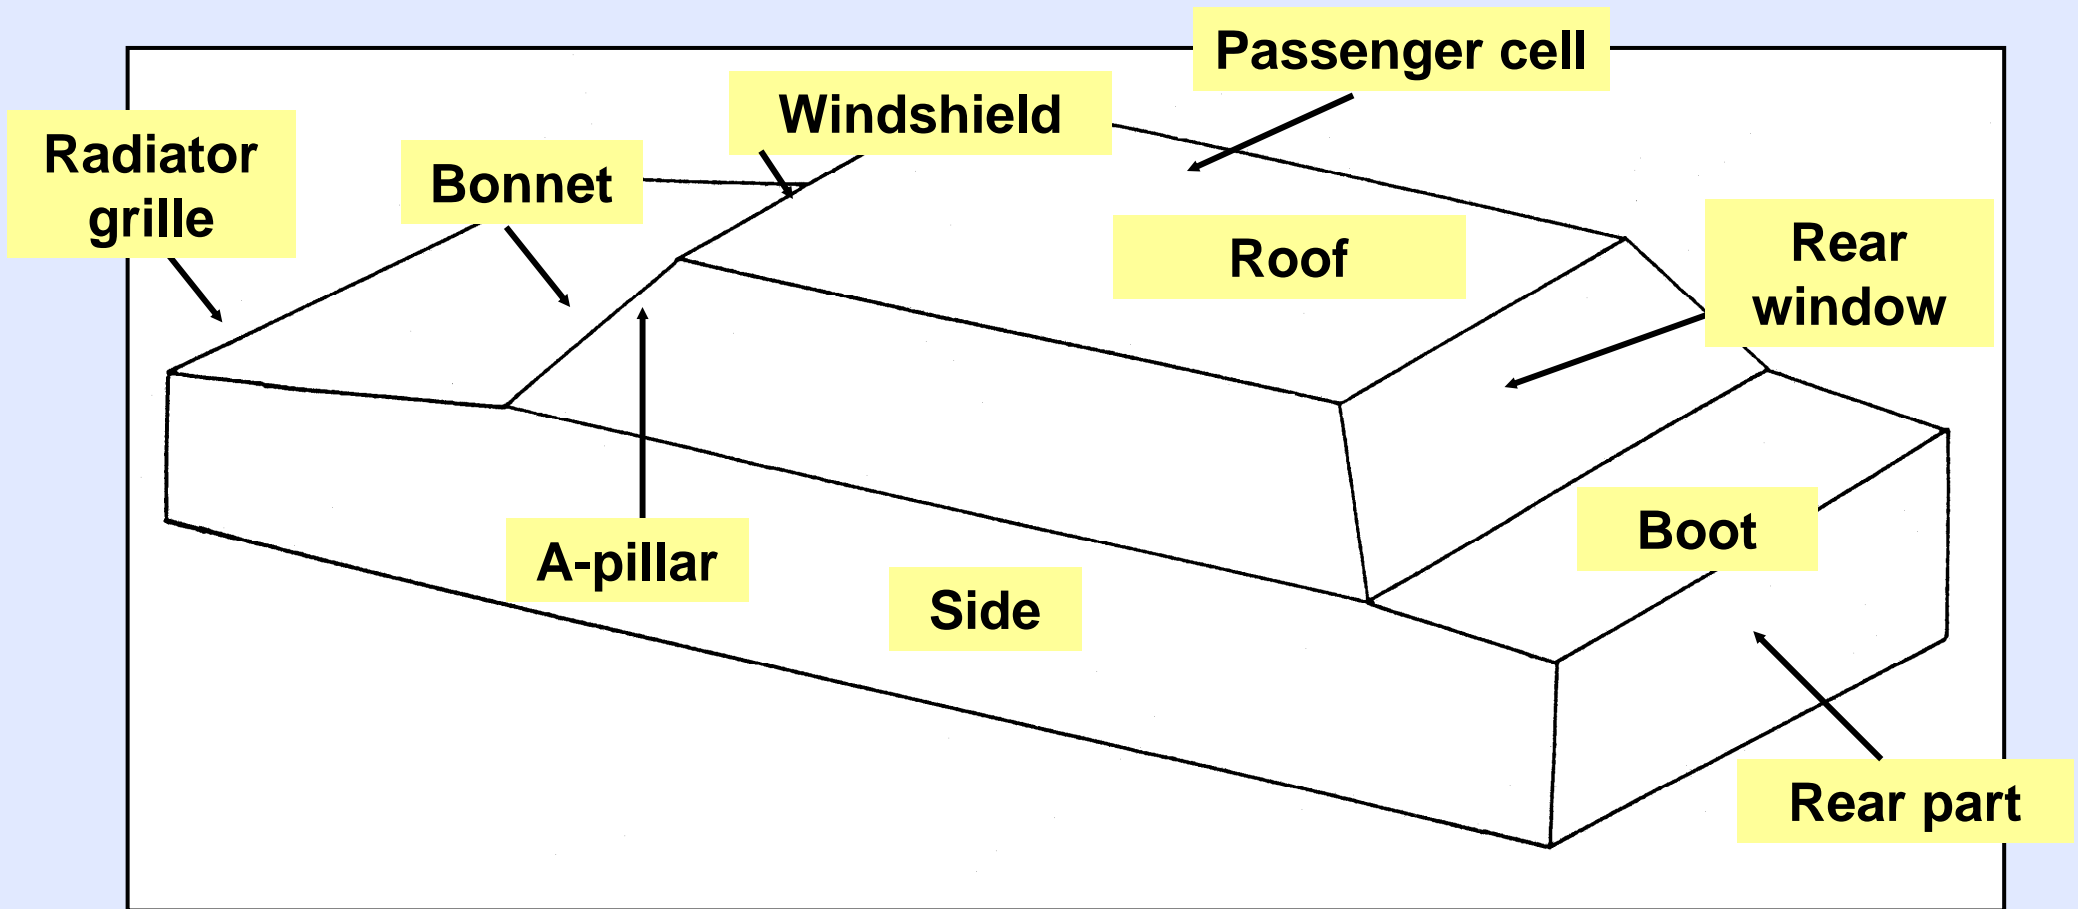 Passenger cell
Windshield
Radiator
grille
Bonnet
Roof
Rear
window
A-pillar
Boot
Side
Rear part